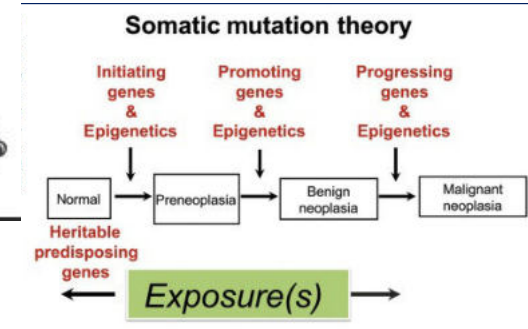 Somatic mutation theory
Initiating
genes
&
Epigenetics
Promoting
genes
&
Epigenetics
Progressing
genes
&
Epigenetics
Normal
Preneoplasia
Benign
neoplasia
Malignant
neoplasia
Heritable
predisposing
genes
Exposure(s)